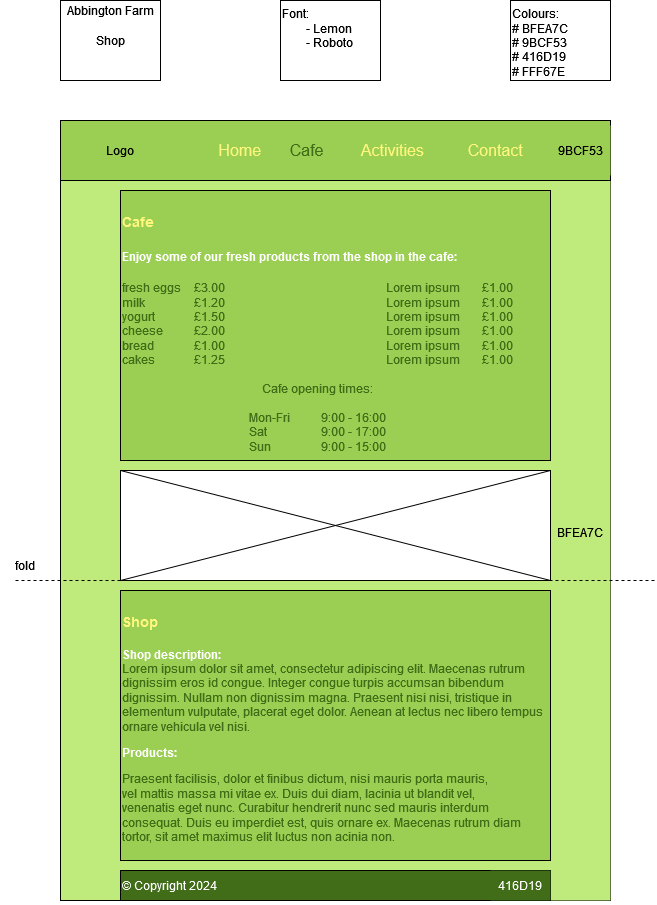 Abbington Farm
Shop
Font:
- Lemon
- Roboto
Colours:
# BFEA7C
# 9BCF53
# 416D19
# FFF67E
Logo Home Cafe Activities Contact 9BCF53
Cafe
Enjoy some of our fresh products from the shop in the cafe:
fresh eggs £3.00 Lorem ipsum £1.00
milk £1.20 Lorem ipsum £1.00
yogurt £1.50 Lorem ipsum £1.00
cheese £2.00 Lorem ipsum £1.00
bread £1.00 Lorem ipsum £1.00
cakes £1.25 Lorem ipsum £1.00
Cafe opening times:
Mon-Fri 9:00 - 16:00
Sat 9:00 - 17:00
Sun 9:00 - 15:00
BFEA7C
fold
Shop
Shop description:
Lorem ipsum dolor sit amet, consectetur adipiscing elit. Maecenas rutrum
dignissim eros id congue. Integer congue turpis accumsan bibendum
dignissim. Nullam non dignissim magna. Praesent nisi nisi, tristique in
elementum vulputate, placerat eget dolor. Aenean at lectus nec libero tempus
ornare vehicula vel nisi.
Products:
Praesent facilisis, dolor et finibus dictum, nisi mauris porta mauris,
vel mattis massa mi vitae ex. Duis dui diam, lacinia ut blandit vel,
venenatis eget nunc. Curabitur hendrerit nunc sed mauris interdum
consequat. Duis eu imperdiet est, quis ornare ex. Maecenas rutrum diam
tortor, sit amet maximus elit luctus non acinia non.
© Copyright 2024 416D19